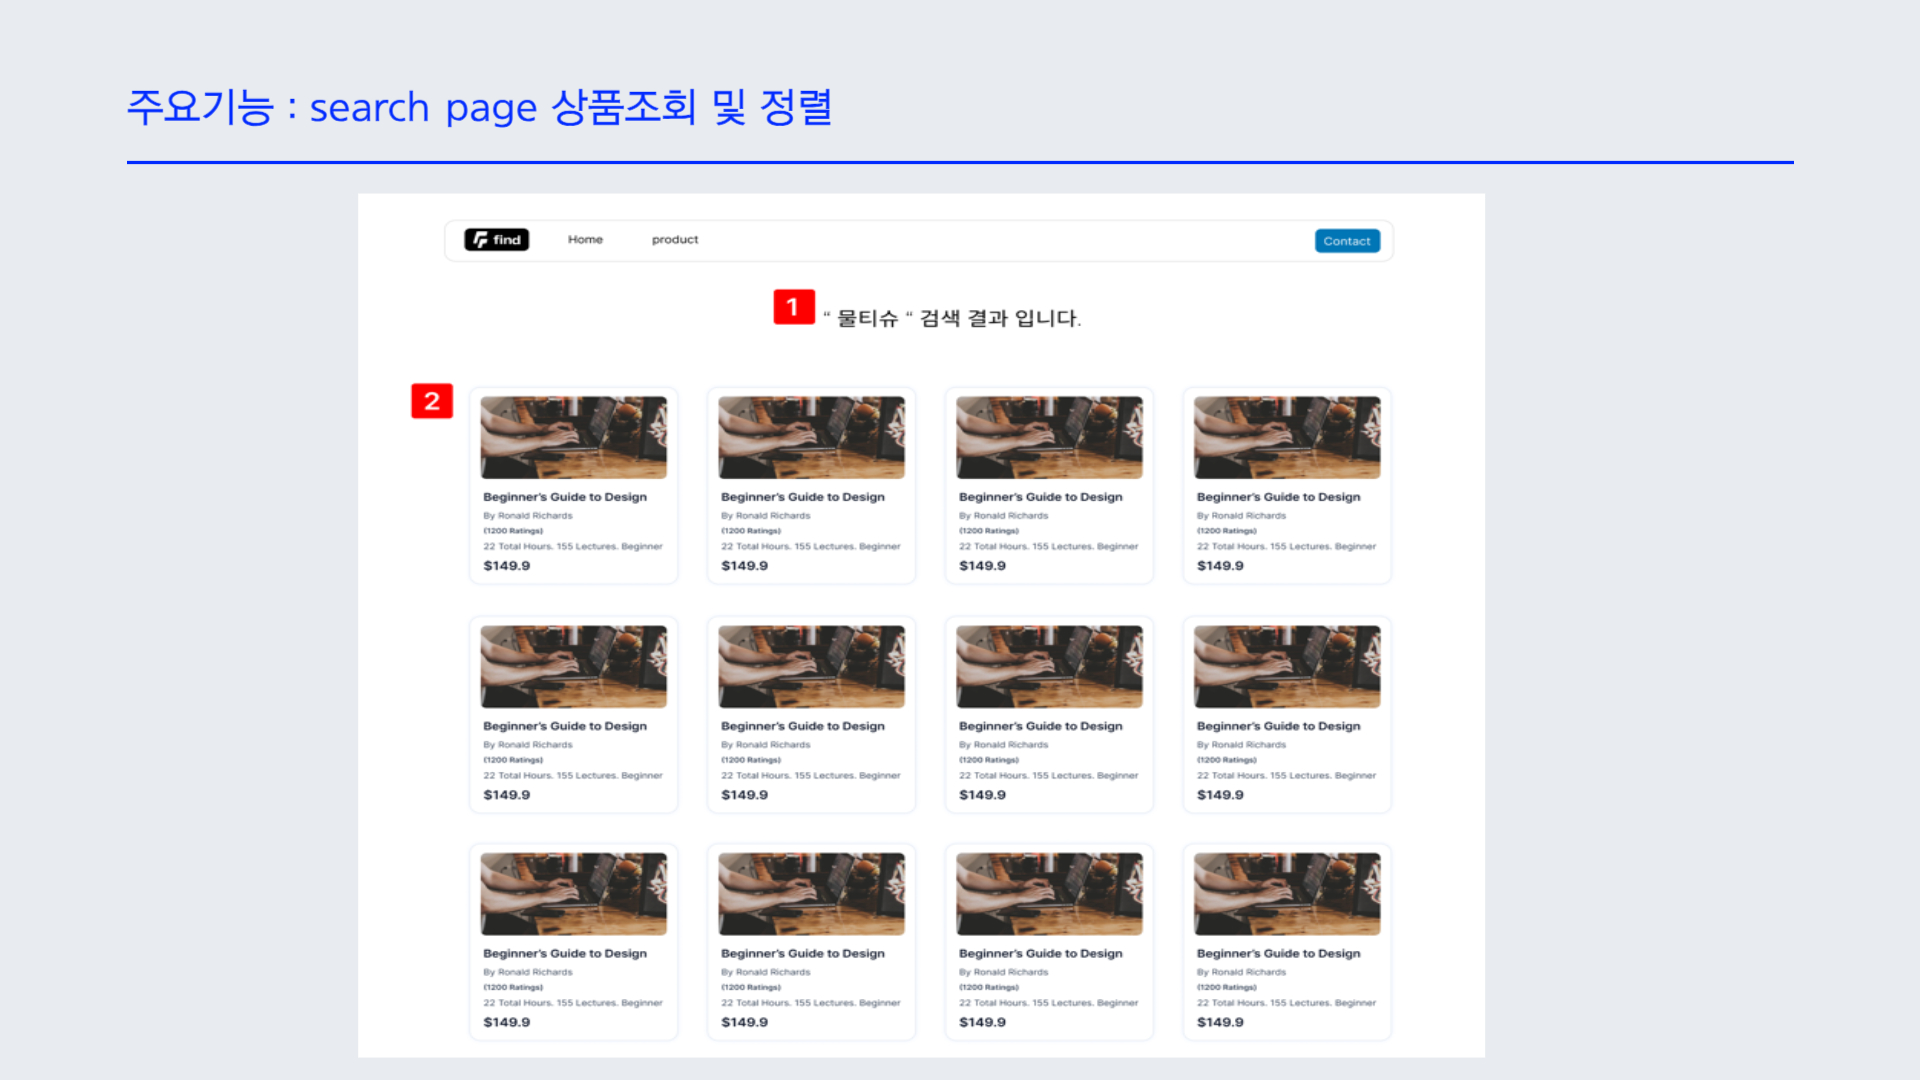 주요기능 : search page 상품조회 및 정렬
find Home product Contact
1 “ 물티슈 “ 검색 결과 입니다.
2
Beginner's Guide to Design Beginner's Guide to Design Beginner's Guide to Design Beginner's Guide to Design
By Ronald Richards By Ronald Richards By Ronald Richards By Ronald Richards
(1200 Ratings) (1200 Ratings) (1200 Ratings) (1200 Ratings)
22 Total Hours. 155 Lectures. Beginner 22 Total Hours. 155 Lectures. Beginner 22 Total Hours. 155 Lectures. Beginner 22 Total Hours. 155 Lectures. Beginner
$149.9 $149.9 $149.9 $149.9
Beginner's Guide to Design Beginner's Guide to Design Beginner's Guide to Design Beginner's Guide to Design
By Ronald Richards By Ronald Richards By Ronald Richards By Ronald Richards
(1200 Ratings) (1200 Ratings) (1200 Ratings) (1200 Ratings)
22 Total Hours. 155 Lectures. Beginner 22 Total Hours. 155 Lectures. Beginner 22 Total Hours. 155 Lectures. Beginner 22 Total Hours. 155 Lectures. Beginner
$149.9 $149.9 $149.9 $149.9
Beginner's Guide to Design Beginner's Guide to Design Beginner's Guide to Design Beginner's Guide to Design
By Ronald Richards By Ronald Richards By Ronald Richards By Ronald Richards
(1200 Ratings) (1200 Ratings) (1200 Ratings) (1200 Ratings)
22 Total Hours. 155 Lectures. Beginner 22 Total Hours. 155 Lectures. Beginner 22 Total Hours. 155 Lectures. Beginner 22 Total Hours. 155 Lectures. Beginner
$149.9 $149.9 $149.9 $149.9